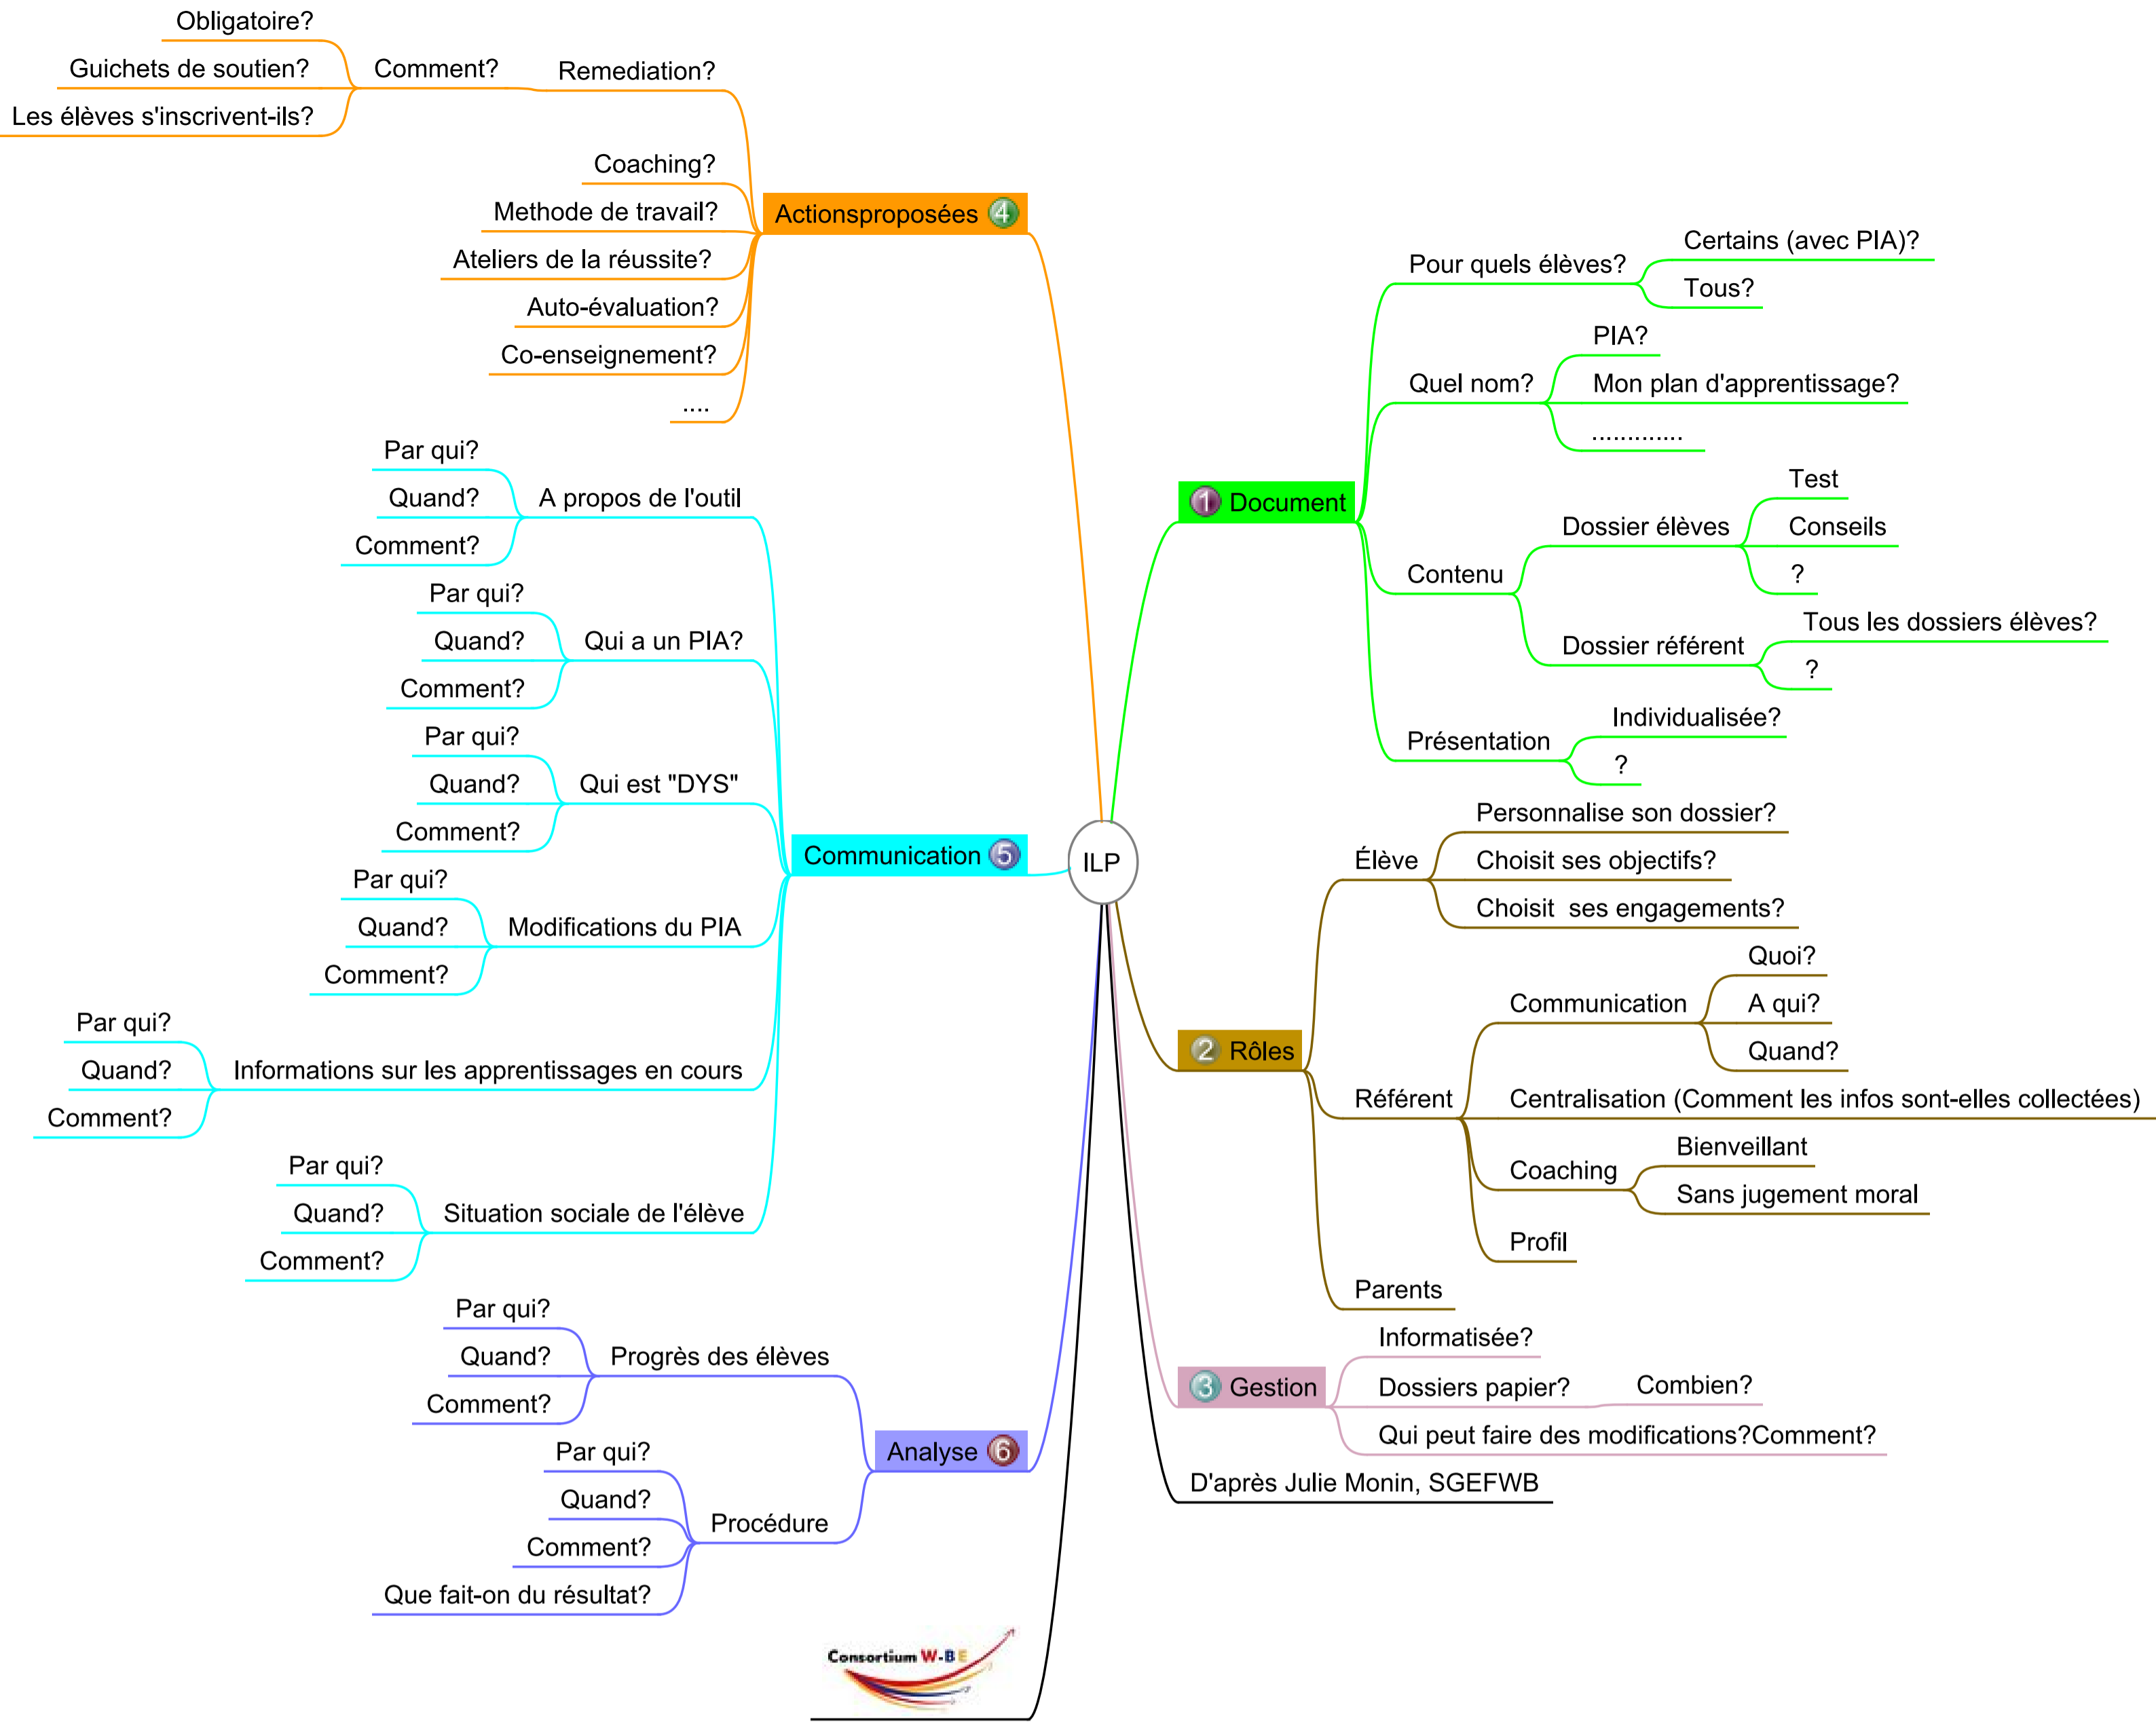 ILP
1 Document
Pour quels élèves?
Certains (avec PIA)?
Tous?
Quel nom?
PIA?
Mon plan d'apprentissage?
.............
Contenu
Dossier élèves
Test
Conseils
?
Dossier référent
Tous les dossiers élèves?
?
Présentation
Individualisée?
?
2 Rôles
Élève
Personnalise son dossier?
Choisit ses objectifs?
Choisit  ses engagements?
Référent
Communication
Quoi?
A qui?
Quand?
Centralisation (Comment les infos sont-elles collectées)
Coaching
Bienveillant
Sans jugement moral
Profil
Parents
3 Gestion
Informatisée?
Dossiers papier?
Combien?
Qui peut faire des modifications?Comment?
D'après Julie Monin, SGEFWB
Actionsproposées 4
Remediation?
Comment?
Obligatoire?
Guichets de soutien?
Les élèves s'inscrivent-ils?
Coaching?
Methode de travail?
Ateliers de la réussite?
Auto-évaluation?
Co-enseignement?
....
Communication 5
A propos de l'outil
Par qui?
Quand?
Comment?
Qui a un PIA?
Par qui?
Quand?
Comment?
Qui est "DYS"
Par qui?
Quand?
Comment?
Modifications du PIA
Par qui?
Quand?
Comment?
Informations sur les apprentissages en cours
Par qui?
Quand?
Comment?
Situation sociale de l'élève
Par qui?
Quand?
Comment?
Analyse 6
Progrès des élèves
Par qui?
Quand?
Comment?
Procédure
Par qui?
Quand?
Comment?
Que fait-on du résultat?
Consortium W-BE